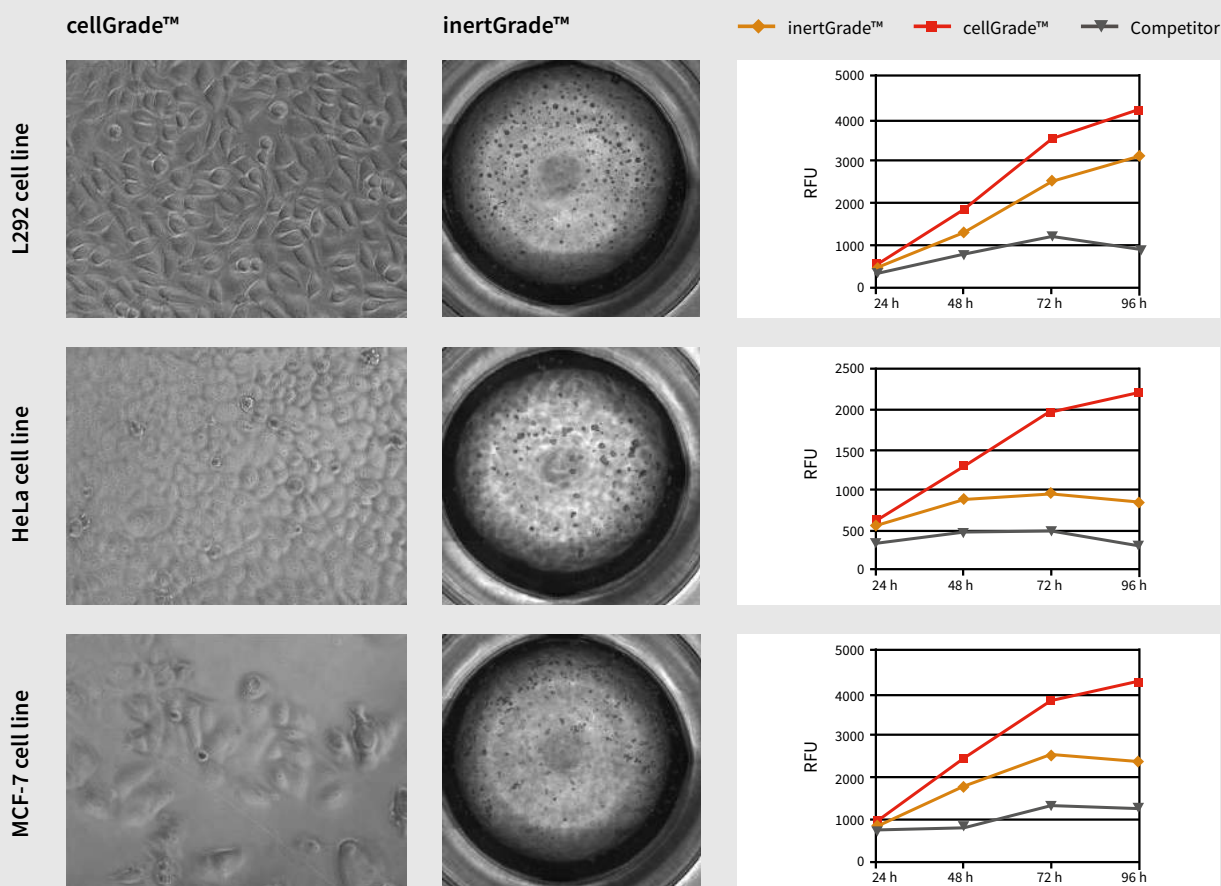 cellGrade™
inertGrade™
inertGrade™
cellGrade™
Competitor
L292 cell line
5000
4000
3000
2000
1000
0
RFU
24 h
48 h
72 h
96 h
HeLa cell line
2500
2000
1500
1000
500
0
RFU
24 h
48 h
72 h
96 h
MCF-7 cell line
5000
4000
3000
2000
1000
0
RFU
24 h
48 h
72 h
96 h